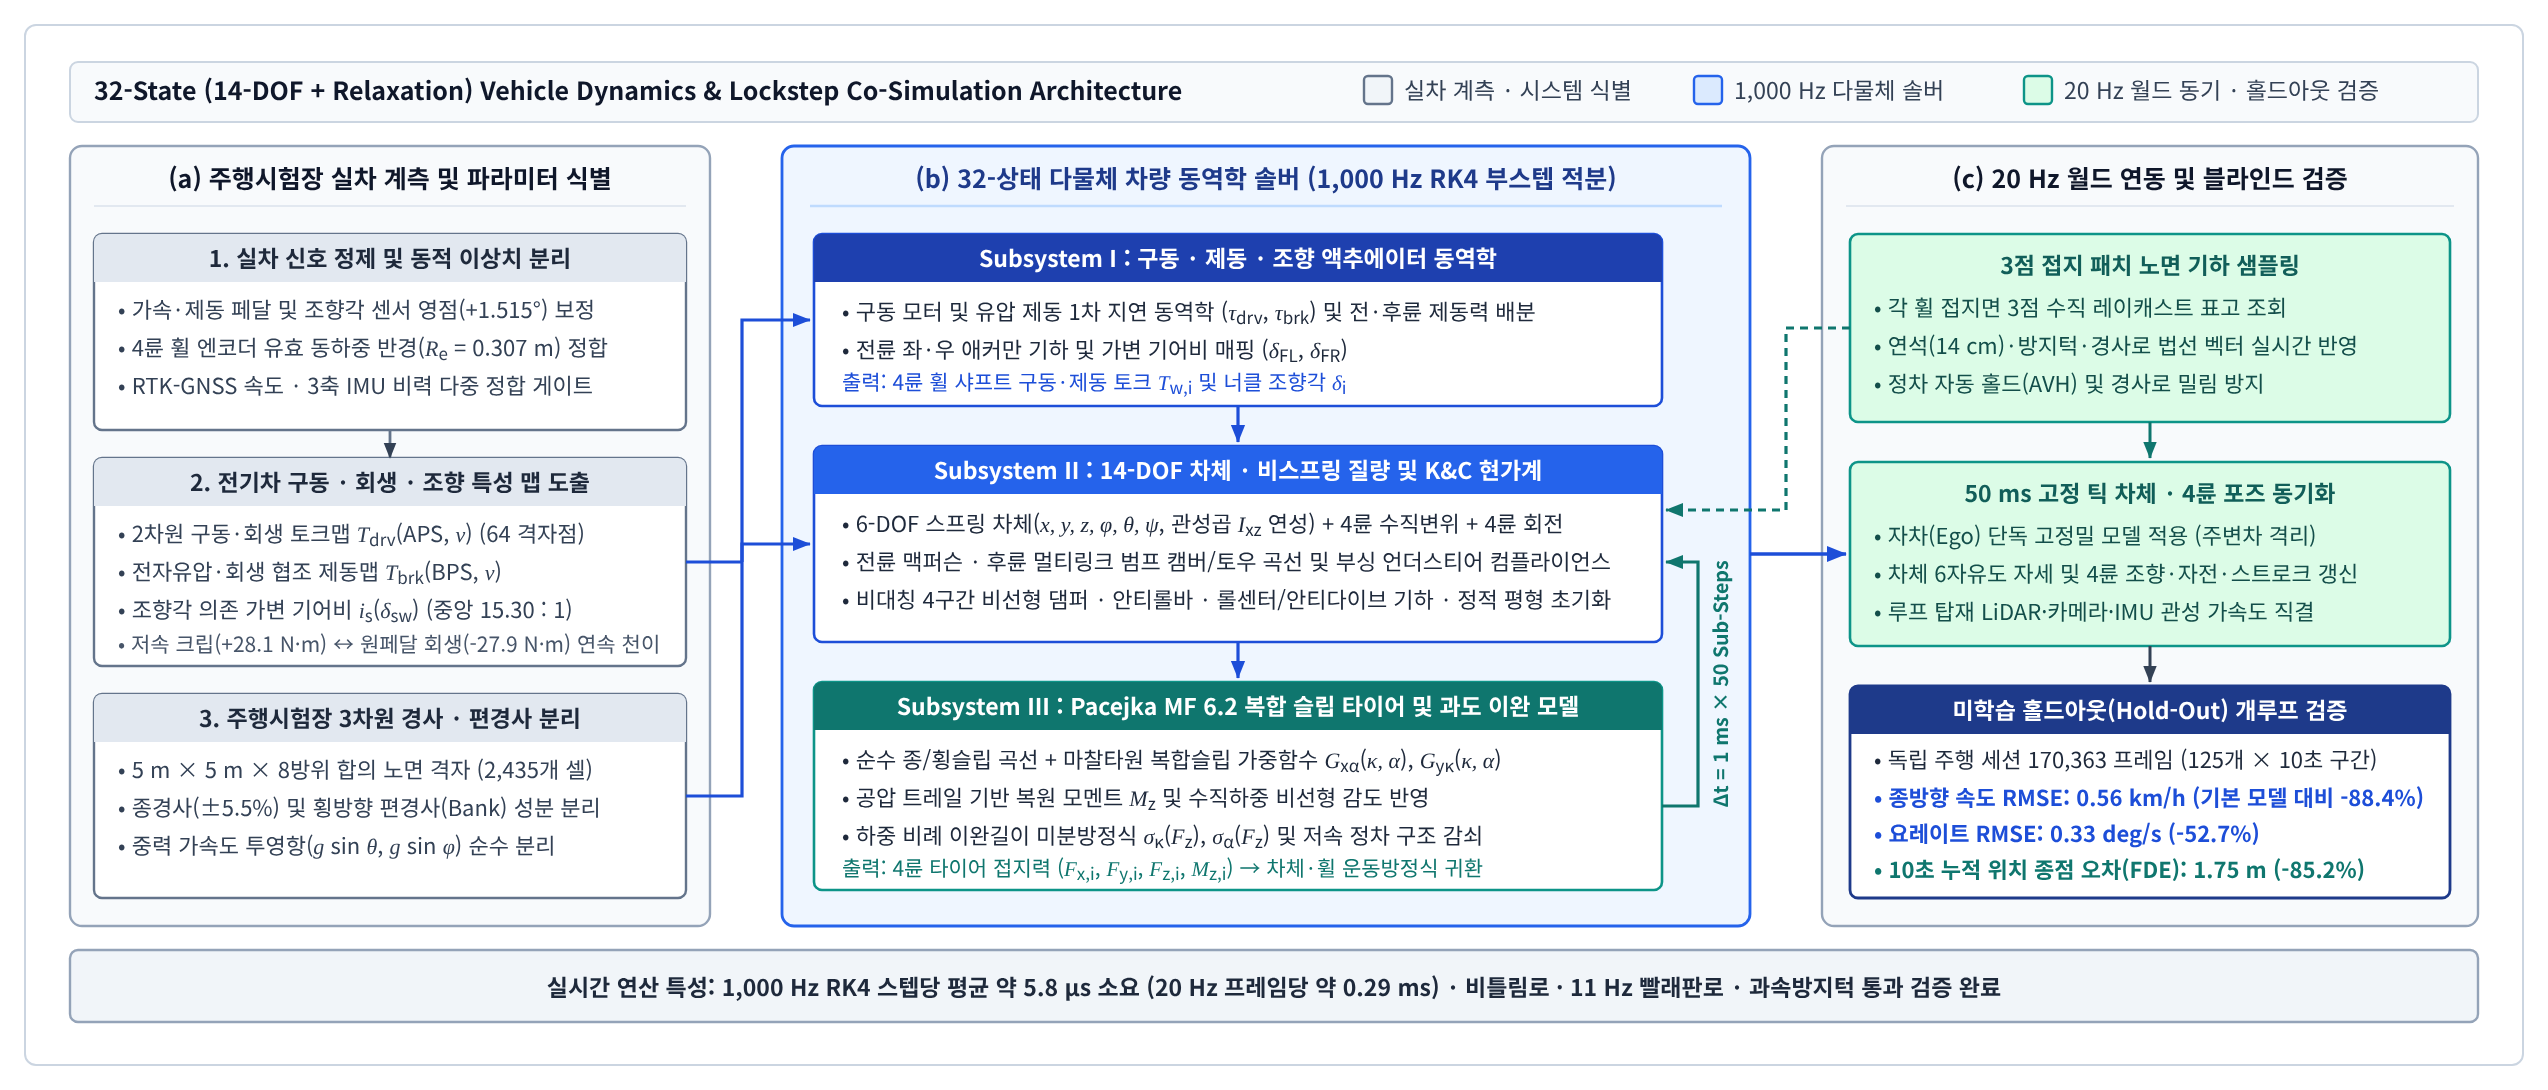 32-State (14-DOF + Relaxation) Vehicle Dynamics & Lockstep Co-Simulation Architecture
실차 계측 · 시스템 식별
1,000 Hz 다물체 솔버
20 Hz 월드 동기 · 홀드아웃 검증
(a) 주행시험장 실차 계측 및 파라미터 식별
1. 실차 신호 정제 및 동적 이상치 분리
• 가속·제동 페달 및 조향각 센서 영점(+1.515°) 보정
• 4륜 휠 엔코더 유효 동하중 반경(Re = 0.307 m) 정합
• RTK-GNSS 속도 · 3축 IMU 비력 다중 정합 게이트
2. 전기차 구동 · 회생 · 조향 특성 맵 도출
• 2차원 구동·회생 토크맵 Tdrv(APS, v) (64 격자점)
• 전자유압·회생 협조 제동맵 Tbrk(BPS, v)
• 조향각 의존 가변 기어비 is(δsw) (중앙 15.30 : 1)
• 저속 크립(+28.1 N·m) ↔ 원페달 회생(-27.9 N·m) 연속 천이
3. 주행시험장 3차원 경사 · 편경사 분리
• 5 m × 5 m × 8방위 합의 노면 격자 (2,435개 셀)
• 종경사(±5.5%) 및 횡방향 편경사(Bank) 성분 분리
• 중력 가속도 투영항(g sin θ, g sin φ) 순수 분리
(b) 32-상태 다물체 차량 동역학 솔버 (1,000 Hz RK4 부스텝 적분)
Subsystem I : 구동 · 제동 · 조향 액추에이터 동역학
• 구동 모터 및 유압 제동 1차 지연 동역학 (τdrv, τbrk) 및 전·후륜 제동력 배분
• 전륜 좌·우 애커만 기하 및 가변 기어비 매핑 (δFL, δFR)
출력: 4륜 휠 샤프트 구동·제동 토크 Tw,i 및 너클 조향각 δi
Subsystem II : 14-DOF 차체 · 비스프링 질량 및 K&C 현가계
• 6-DOF 스프링 차체(x, y, z, φ, θ, ψ, 관성곱 Ixz 연성) + 4륜 수직변위 + 4륜 회전
• 전륜 맥퍼슨 · 후륜 멀티링크 범프 캠버/토우 곡선 및 부싱 언더스티어 컴플라이언스
• 비대칭 4구간 비선형 댐퍼 · 안티롤바 · 롤센터/안티다이브 기하 · 정적 평형 초기화
Subsystem III : Pacejka MF 6.2 복합 슬립 타이어 및 과도 이완 모델
• 순수 종/횡슬립 곡선 + 마찰타원 복합슬립 가중함수 Gxα(κ, α), Gyκ(κ, α)
• 공압 트레일 기반 복원 모멘트 Mz 및 수직하중 비선형 감도 반영
• 하중 비례 이완길이 미분방정식 σκ(Fz), σα(Fz) 및 저속 정차 구조 감쇠
출력: 4륜 타이어 접지력 (Fx,i, Fy,i, Fz,i, Mz,i) → 차체·휠 운동방정식 귀환
Δt = 1 ms × 50 Sub-Steps
(c) 20 Hz 월드 연동 및 블라인드 검증
3점 접지 패치 노면 기하 샘플링
• 각 휠 접지면 3점 수직 레이캐스트 표고 조회
• 연석(14 cm)·방지턱·경사로 법선 벡터 실시간 반영
• 정차 자동 홀드(AVH) 및 경사로 밀림 방지
50 ms 고정 틱 차체 · 4륜 포즈 동기화
• 자차(Ego) 단독 고정밀 모델 적용 (주변차 격리)
• 차체 6자유도 자세 및 4륜 조향·자전·스트로크 갱신
• 루프 탑재 LiDAR·카메라·IMU 관성 가속도 직결
미학습 홀드아웃(Hold-Out) 개루프 검증
• 독립 주행 세션 170,363 프레임 (125개 × 10초 구간)
• 종방향 속도 RMSE: 0.56 km/h (기본 모델 대비 -88.4%)
• 요레이트 RMSE: 0.33 deg/s (-52.7%)
• 10초 누적 위치 종점 오차(FDE): 1.75 m (-85.2%)
실시간 연산 특성: 1,000 Hz RK4 스텝당 평균 약 5.8 μs 소요 (20 Hz 프레임당 약 0.29 ms) · 비틀림로 · 11 Hz 빨래판로 · 과속방지턱 통과 검증 완료